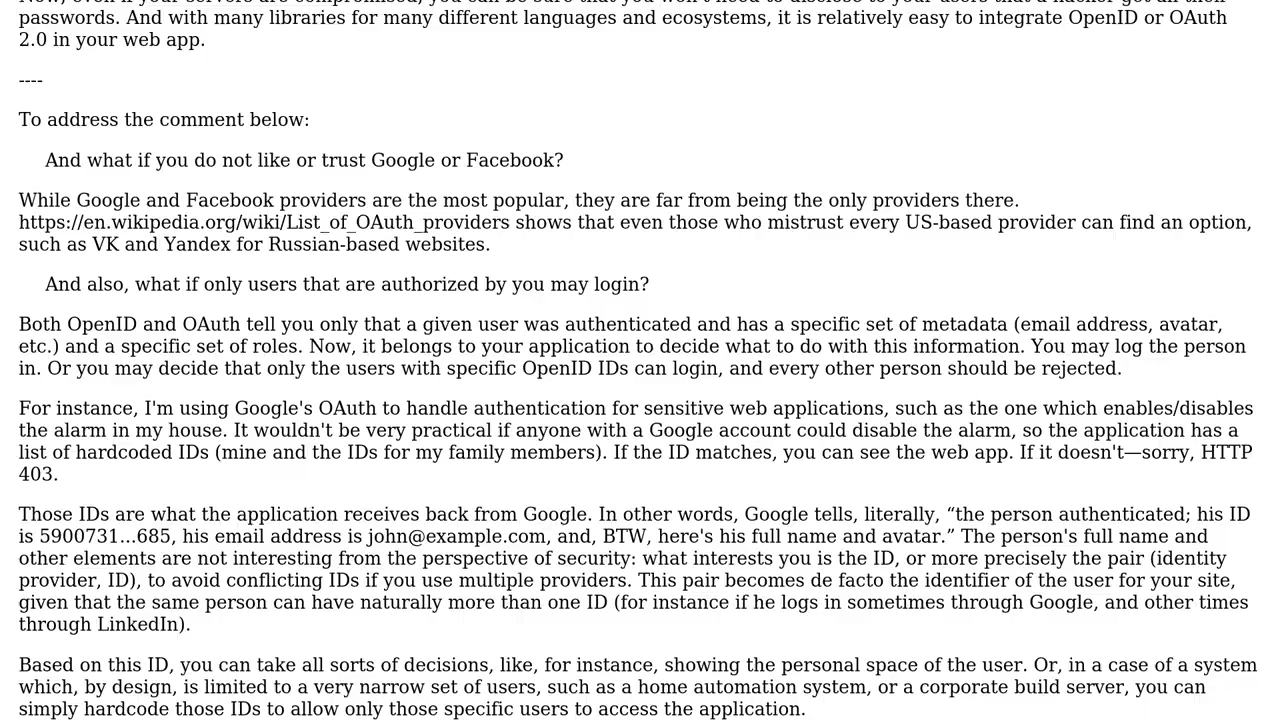 passwords. And with many libraries for many different languages and ecosystems, it is relatively easy to integrate OpenID or OAuth
2.0 in your web app.
----
To address the comment below:
And what if you do not like or trust Google or Facebook?
While Google and Facebook providers are the most popular, they are far from being the only providers there.
https://en.wikipedia.org/wiki/List_of_OAuth_providers shows that even those who mistrust every US-based provider can find an option,
such as VK and Yandex for Russian-based websites.
And also, what if only users that are authorized by you may login?
Both OpenID and OAuth tell you only that a given user was authenticated and has a specific set of metadata (email address, avatar,
etc.) and a specific set of roles. Now, it belongs to your application to decide what to do with this information. You may log the person
in. Or you may decide that only the users with specific OpenID IDs can login, and every other person should be rejected.
For instance, I'm using Google's OAuth to handle authentication for sensitive web applications, such as the one which enables/disables
the alarm in my house. It wouldn't be very practical if anyone with a Google account could disable the alarm, so the application has a
list of hardcoded IDs (mine and the IDs for my family members). If the ID matches, you can see the web app. If it doesn't—sorry, HTTP
403.
Those IDs are what the application receives back from Google. In other words, Google tells, literally, “the person authenticated; his ID
is 5900731...685, his email address is john@example.com, and, BTW, here's his full name and avatar.” The person's full name and
other elements are not interesting from the perspective of security: what interests you is the ID, or more precisely the pair (identity
provider, ID), to avoid conflicting IDs if you use multiple providers. This pair becomes de facto the identifier of the user for your site,
given that the same person can have naturally more than one ID (for instance if he logs in sometimes through Google, and other times
through LinkedIn).
Based on this ID, you can take all sorts of decisions, like, for instance, showing the personal space of the user. Or, in a case of a system
which, by design, is limited to a very narrow set of users, such as a home automation system, or a corporate build server, you can
simply hardcode those IDs to allow only those specific users to access the application.